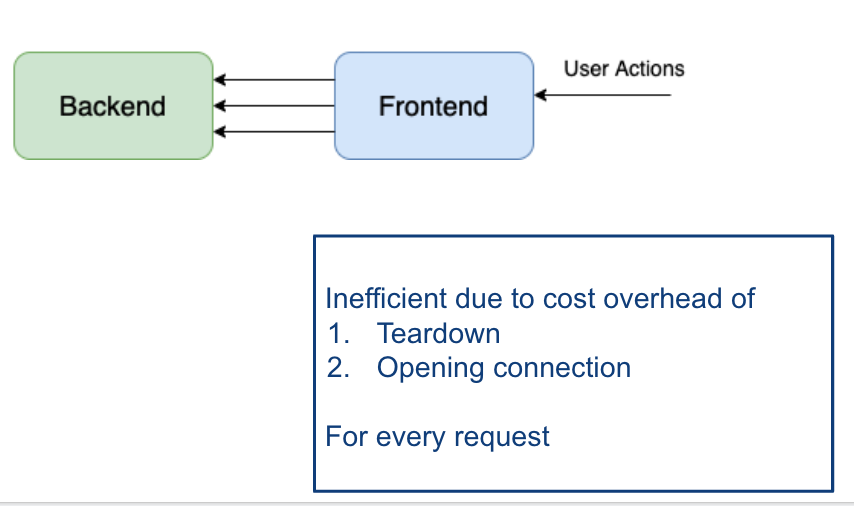 User Actions
Backend
Frontend
Inefficient due to cost overhead of
1. Teardown
2. Opening connection
For every request